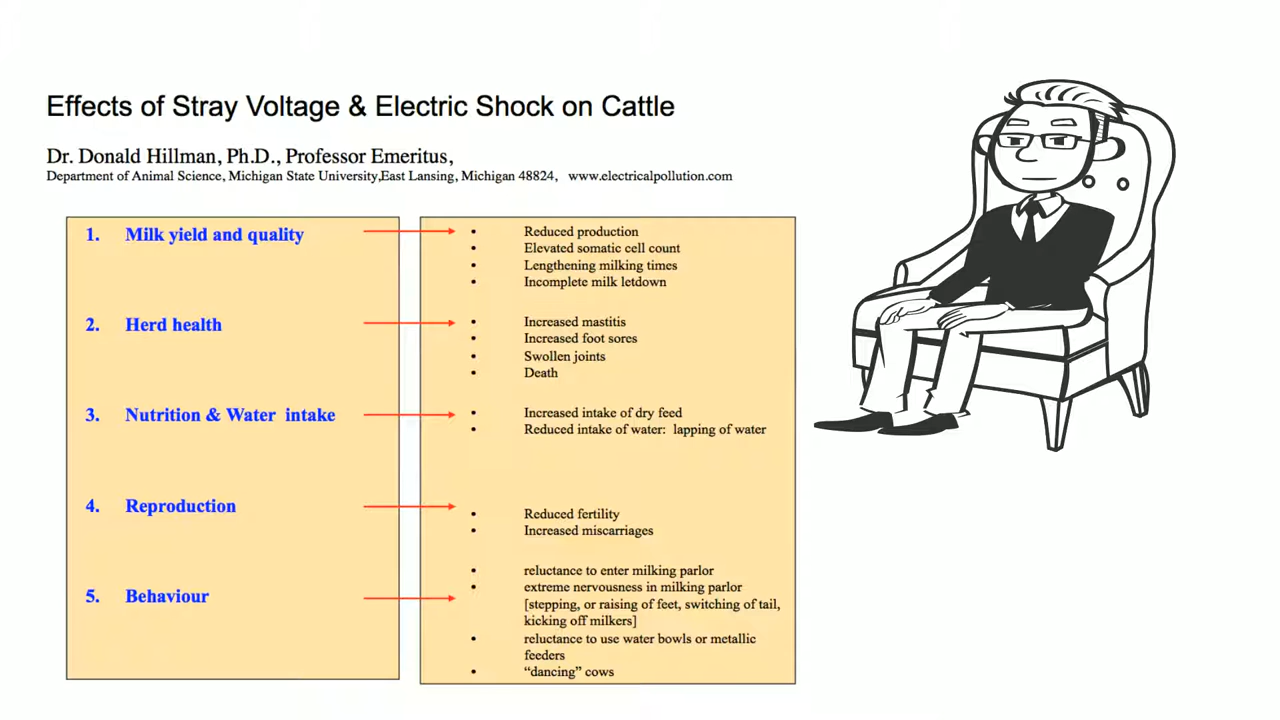 Effects of Stray Voltage & Electric Shock on Cattle
Dr. Donald Hillman, Ph.D., Professor Emeritus,
Department of Animal Science, Michigan State University,East Lansing, Michigan 48824, www.electricalpollution.com
1. Milk yield and quality
• Reduced production
• Elevated somatic cell count
• Lengthening milking times
• Incomplete milk letdown
2. Herd health
• Increased mastitis
• Increased foot sores
• Swollen joints
• Death
3. Nutrition & Water intake
• Increased intake of dry feed
• Reduced intake of water: lapping of water
4. Reproduction
• Reduced fertility
• Increased miscarriages
5. Behaviour
• reluctance to enter milking parlor
• extreme nervousness in milking parlor
[stepping, or raising of feet, switching of tail,
kicking off milkers]
• reluctance to use water bowls or metallic
feeders
• “dancing” cows